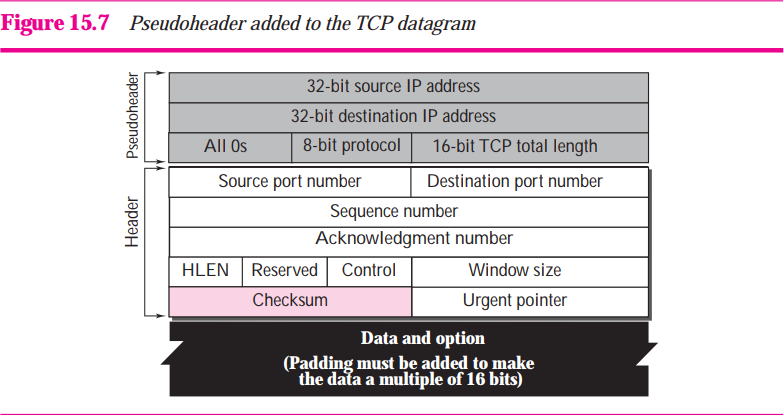 Figure 15.7 Pseudoheader added to the TCP datagram
Pseudoheader
32-bit source IP address
32-bit destination IP address
All 0s 8-bit protocol 16-bit TCP total length
Header
Source port number Destination port number
Sequence number
Acknowledgment number
HLEN Reserved Control Window size
Checksum Urgent pointer
Data and option
(Padding must be added to make
the data a multiple of 16 bits)